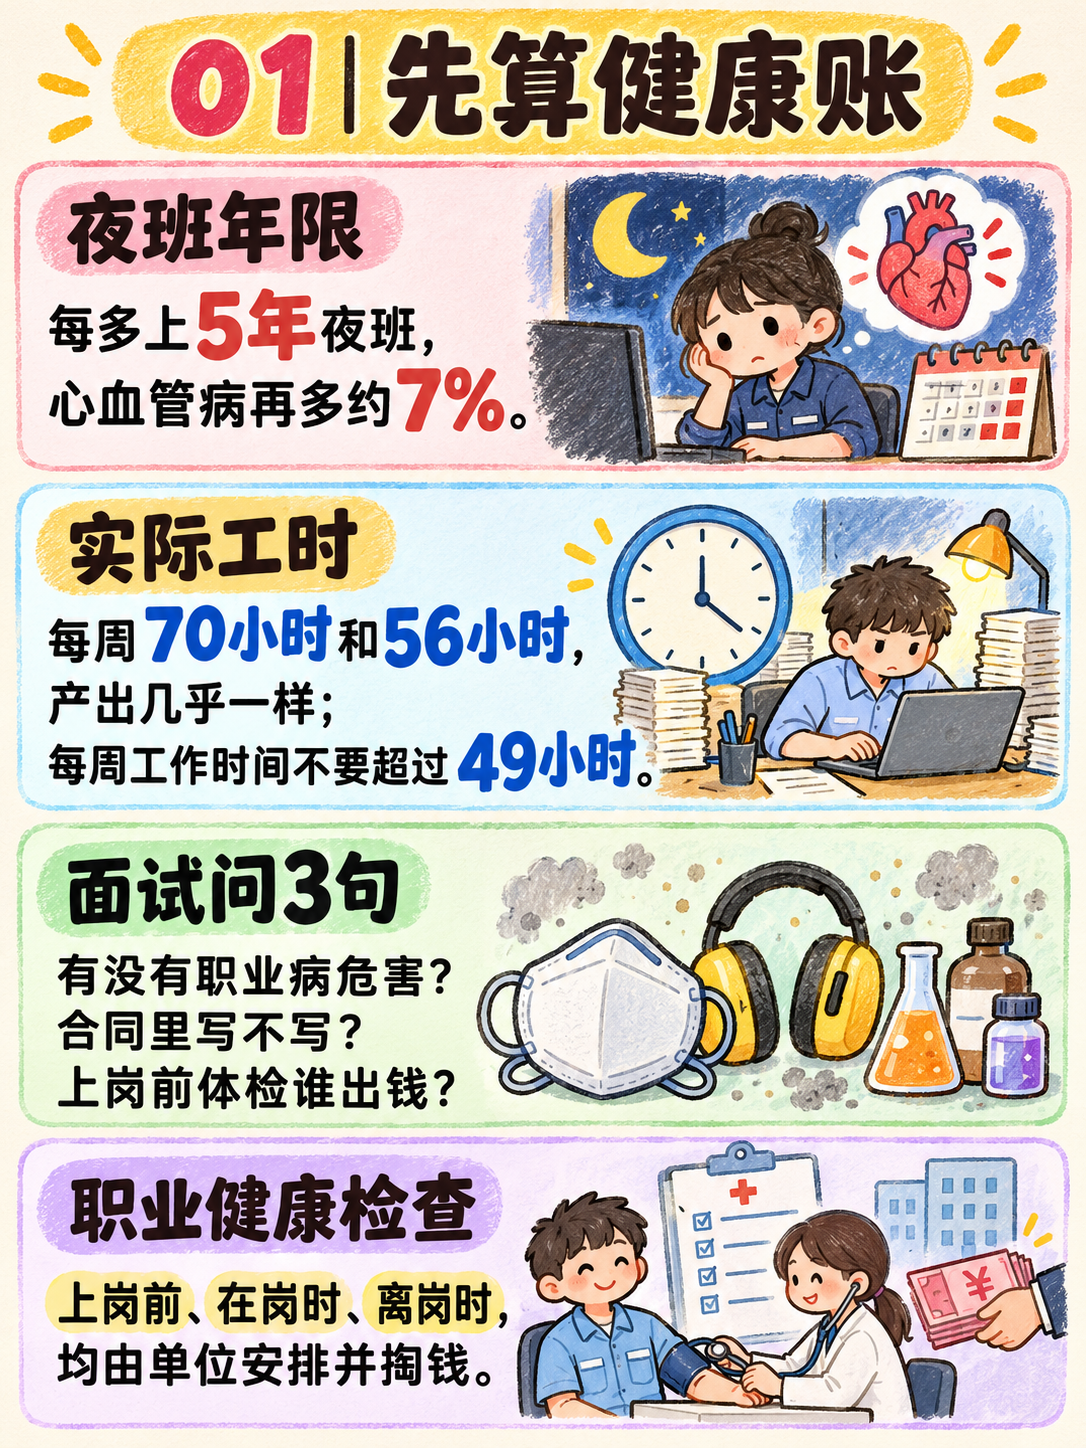 01|先算健康账
夜班年限
每多上5年夜班，
心血管病再多约7%。
实际工时
每周70小时和56小时，
产出几乎一样；
每周工作时间不要超过49小时。
面试问3句
有没有职业病危害？
合同里写不写？
上岗前体检谁出钱？
职业健康检查
上岗前、在岗时、离岗时，
均由单位安排并掏钱。
¥